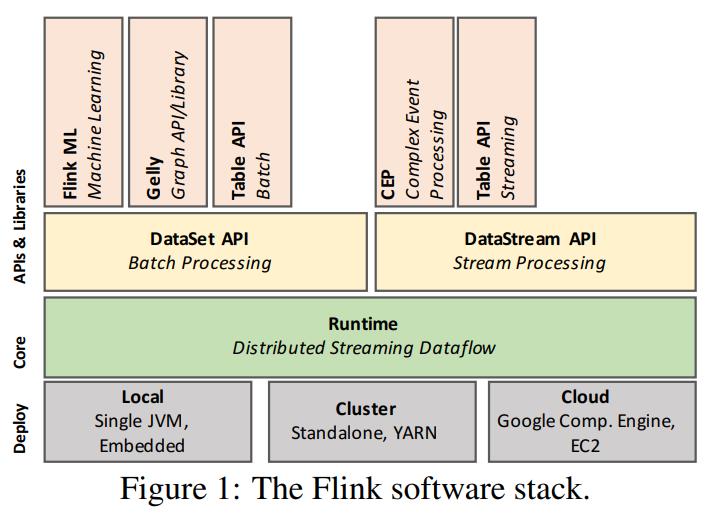 APIs & Libraries
Flink ML
Machine Learning
Gelly
Graph API/Library
Table API
Batch
CEP
Complex Event
Processing
Table API
Streaming
DataSet API
Batch Processing
DataStream API
Stream Processing
Core
Runtime
Distributed Streaming Dataflow
Deploy
Local
Single JVM,
Embedded
Cluster
Standalone, YARN
Cloud
Google Comp. Engine,
EC2
Figure 1: The Flink software stack.